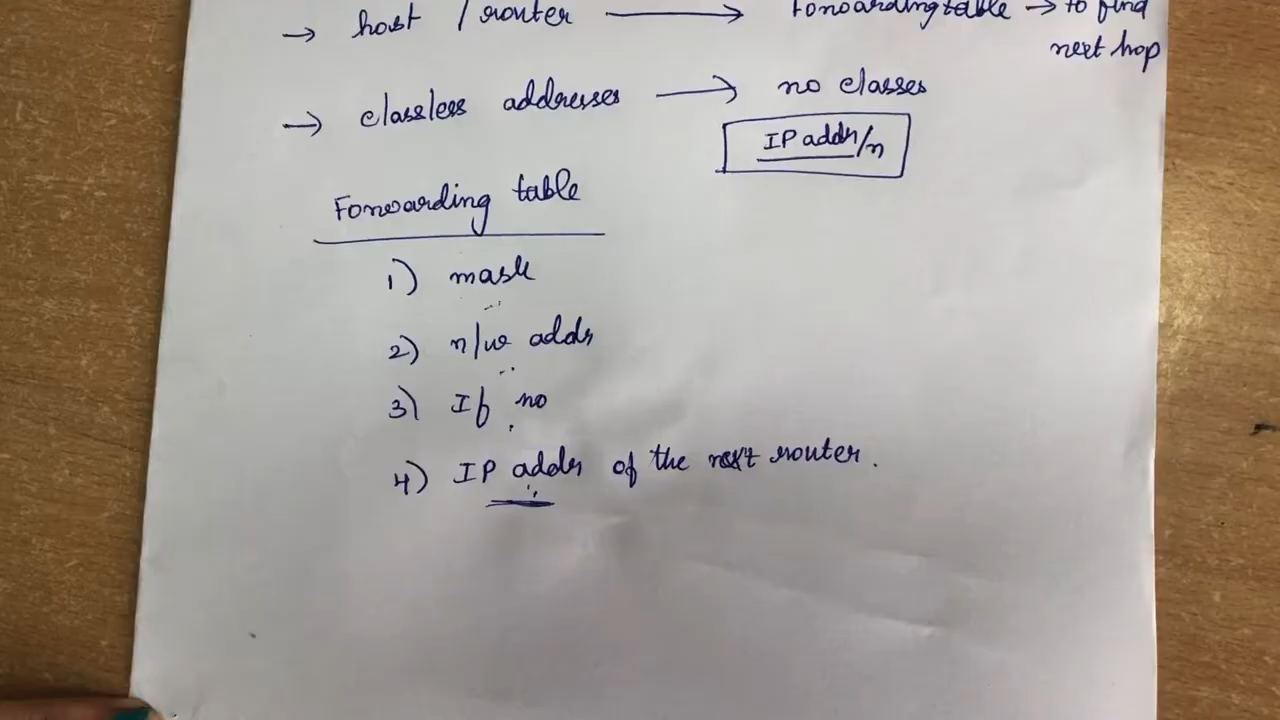 → host / router → Forwarding table → to find
next hop
→ classless addresses → no classes
IP addr/n
Forwarding table
1) mask
2) n/w addr
3) If no
4) IP addr of the next router.